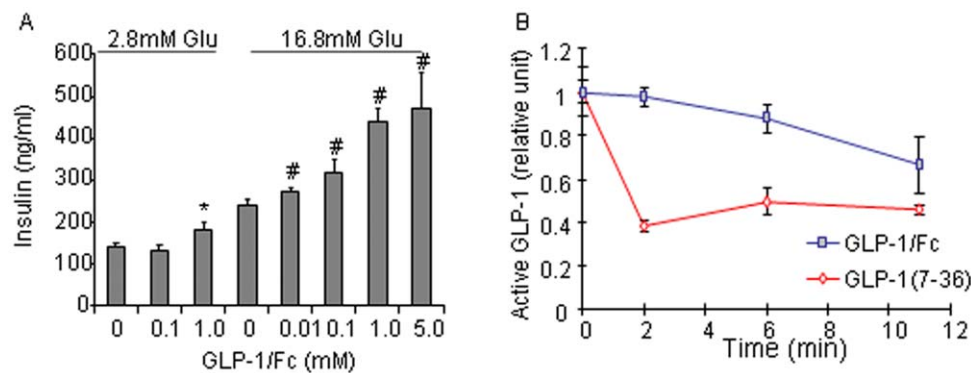 A
2.8mM Glu 16.8mM Glu
600
500
400
300
200
100
0
Insulin (ng/ml)
* # # # #
0 0.1 1.0 0 0.01 0.1 1.0 5.0
GLP-1/Fc (mM)
B
1.2
1
0.8
0.6
0.4
0.2
0
Active GLP-1 (relative unit)
GLP-1/Fc
GLP-1(7-36)
0 2 4 6 8 10 12
Time (min)